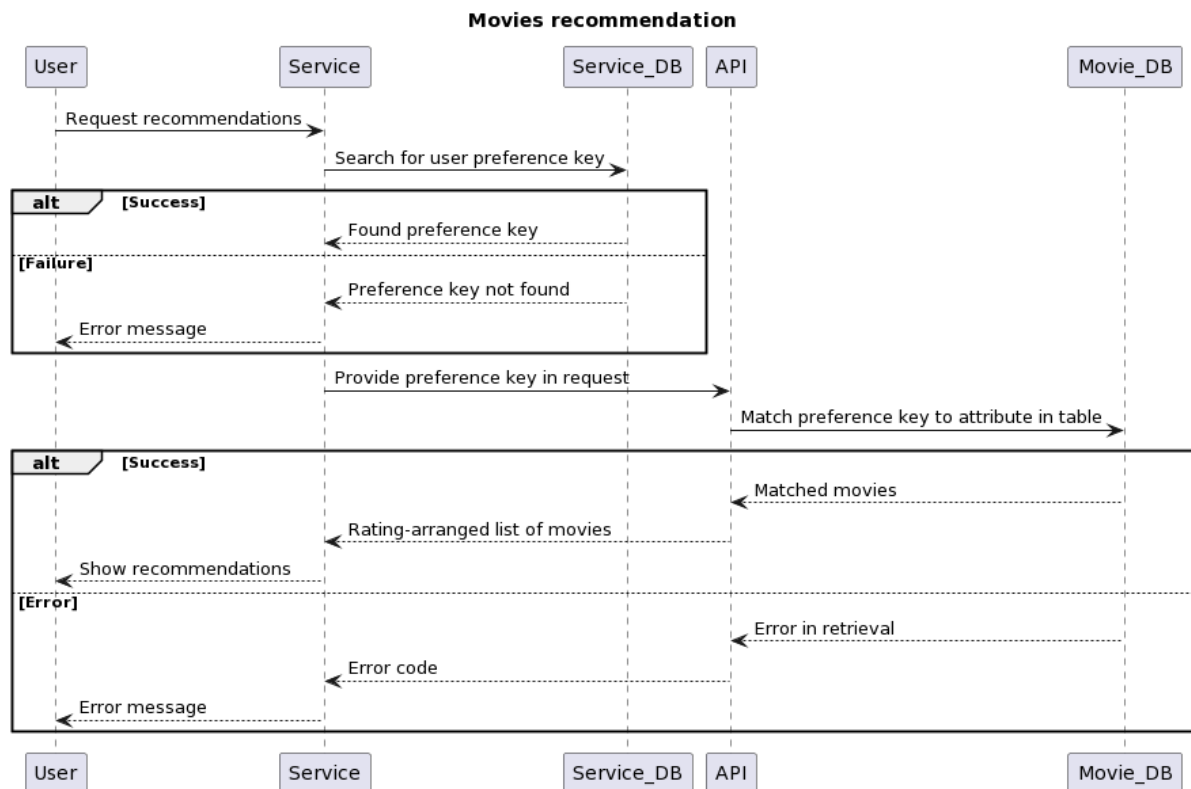 Movies recommendation
User Service Service_DB API Movie_DB
Request recommendations
Search for user preference key
alt [Success]
Found preference key
[Failure]
Preference key not found
Error message
Provide preference key in request
Match preference key to attribute in table
alt [Success]
Matched movies
Rating-arranged list of movies
Show recommendations
[Error]
Error in retrieval
Error code
Error message
User Service Service_DB API Movie_DB